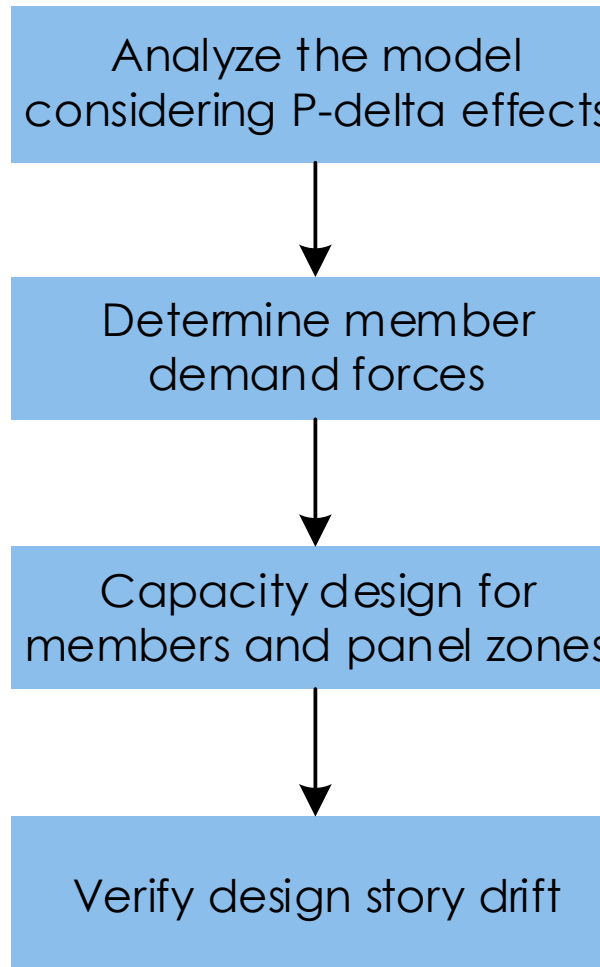 Analyze the model
considering P-delta effects
Determine member
demand forces
Capacity design for
members and panel zones
Verify design story drift